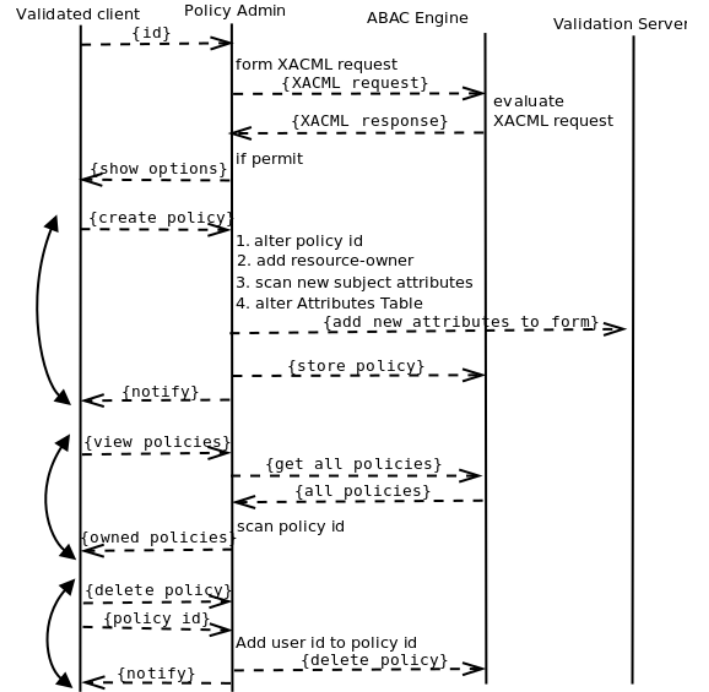 Validated client
Policy Admin
ABAC Engine
Validation Server
{id}
form XACML request
{XACML request}
evaluate
XACML request
{XACML response}
if permit
{show options}
{create policy}
1. alter policy id
2. add resource-owner
3. scan new subject attributes
4. alter Attributes Table
{add new attributes to form}
{store policy}
{notify}
{view policies}
{get all policies}
{all policies}
scan policy id
{owned policies}
{delete policy}
{policy id}
Add user id to policy id
{delete policy}
{notify}